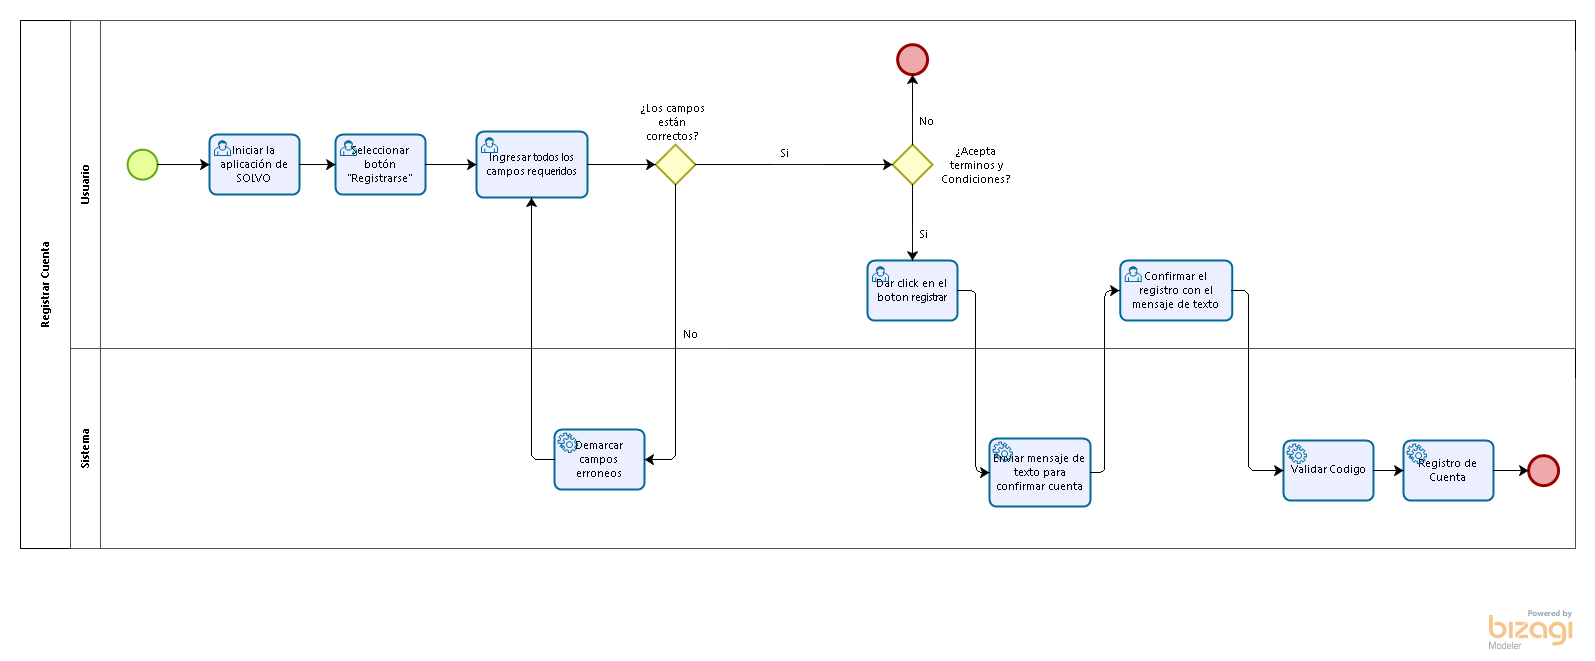 Registrar Cuenta
Usuario
Iniciar la
aplicación de
SOLVO
Seleccionar
botón
"Registrarse"
Ingresar todos los
campos requeridos
¿Los campos
están
correctos?
Si
No
¿Acepta
terminos y
Condiciones?
No
Si
Dar click en el
boton registrar
Confirmar el
registro con el
mensaje de texto
Sistema
Demarcar
campos
erroneos
Enviar mensaje de
texto para
confirmar cuenta
Validar Codigo
Registro de
Cuenta
Powered by
bizagi
Modeler